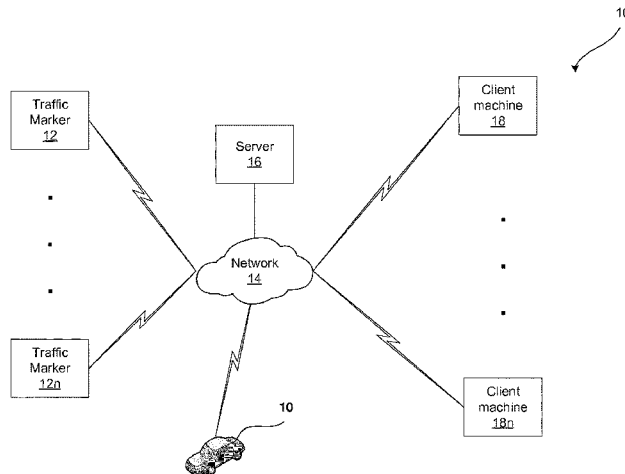 10
Traffic
Marker
12
Client
machine
18
Server
16
Network
14
Traffic
Marker
12n
Client
machine
18n
10